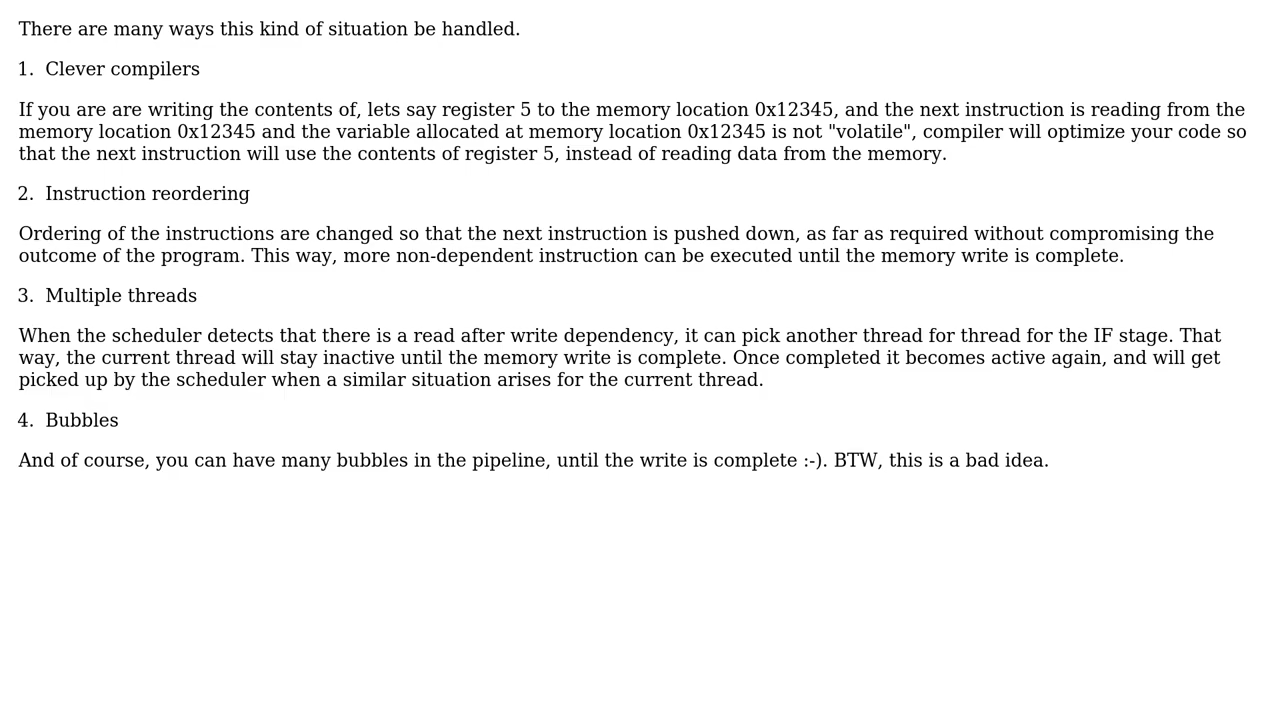 There are many ways this kind of situation be handled.
1. Clever compilers
If you are are writing the contents of, lets say register 5 to the memory location 0x12345, and the next instruction is reading from the
memory location 0x12345 and the variable allocated at memory location 0x12345 is not "volatile", compiler will optimize your code so
that the next instruction will use the contents of register 5, instead of reading data from the memory.
2. Instruction reordering
Ordering of the instructions are changed so that the next instruction is pushed down, as far as required without compromising the
outcome of the program. This way, more non-dependent instruction can be executed until the memory write is complete.
3. Multiple threads
When the scheduler detects that there is a read after write dependency, it can pick another thread for thread for the IF stage. That
way, the current thread will stay inactive until the memory write is complete. Once completed it becomes active again, and will get
picked up by the scheduler when a similar situation arises for the current thread.
4. Bubbles
And of course, you can have many bubbles in the pipeline, until the write is complete :-). BTW, this is a bad idea.